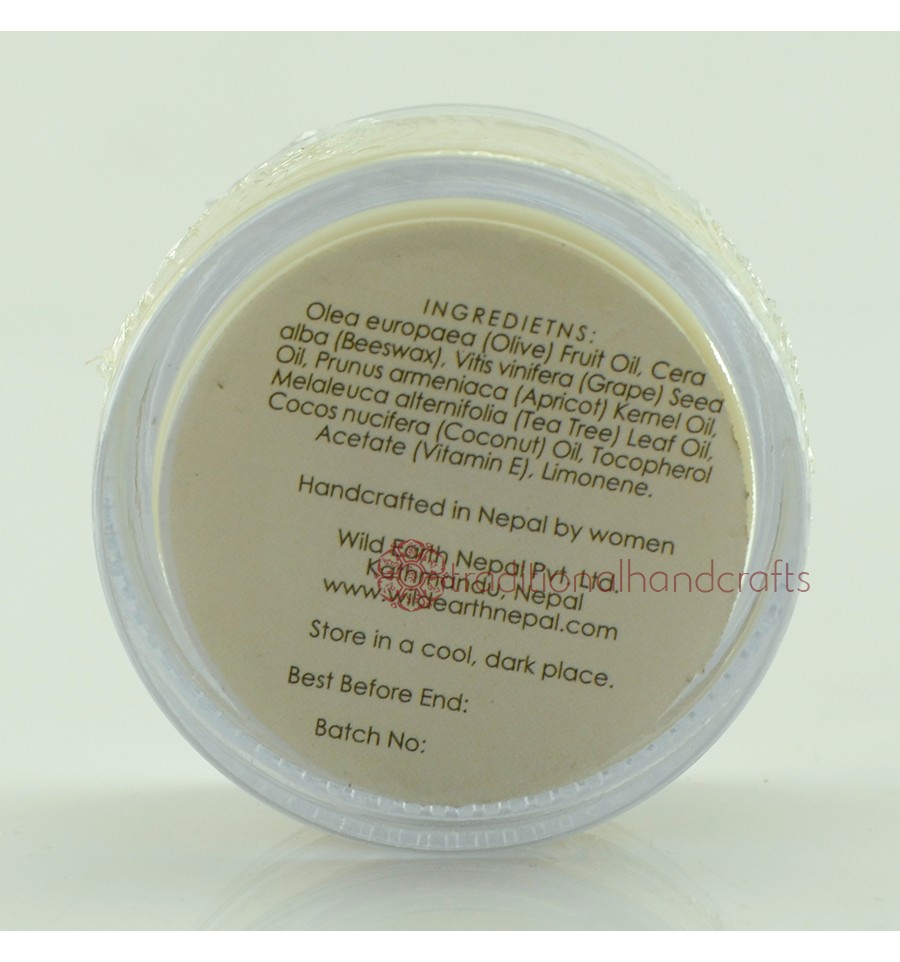 INGREDIETNS:
Olea europaea (Olive) Fruit Oil, Cera
alba (Beeswax), Vitis vinifera (Grape) Seed
Oil, Prunus armeniaca (Apricot) Kernel Oil,
Melaleuca alternifolia (Tea Tree) Leaf Oil,
Cocos nucifera (Coconut) Oil, Tocopherol
Acetate (Vitamin E), Limonene.
Handcrafted in Nepal by women
Wild Earth Nepal Pvt. Ltd.
Kathmandu, Nepal
traditionalhandcrafts
www.wildearthnepal.com
Store in a cool, dark place.
Best Before End:
Batch No: